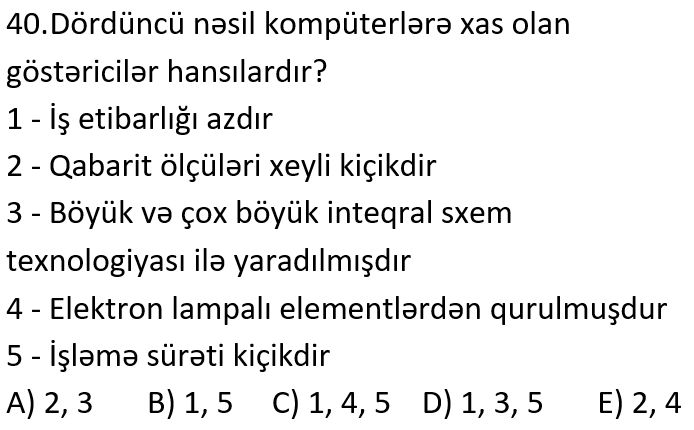 40.Dördüncü nəsil kompüterlərə xas olan
göstəricilər hansılardır?
1 - İş etibarlığı azdır
2 - Qabarit ölçüləri xeyli kiçikdir
3 - Böyük və çox böyük inteqral sxem
texnologiyası ilə yaradılmışdır
4 - Elektron lampalı elementlərdən qurulmuşdur
5 - İşləmə sürəti kiçikdir
A) 2, 3 B) 1, 5 C) 1, 4, 5 D) 1, 3, 5 E) 2, 4